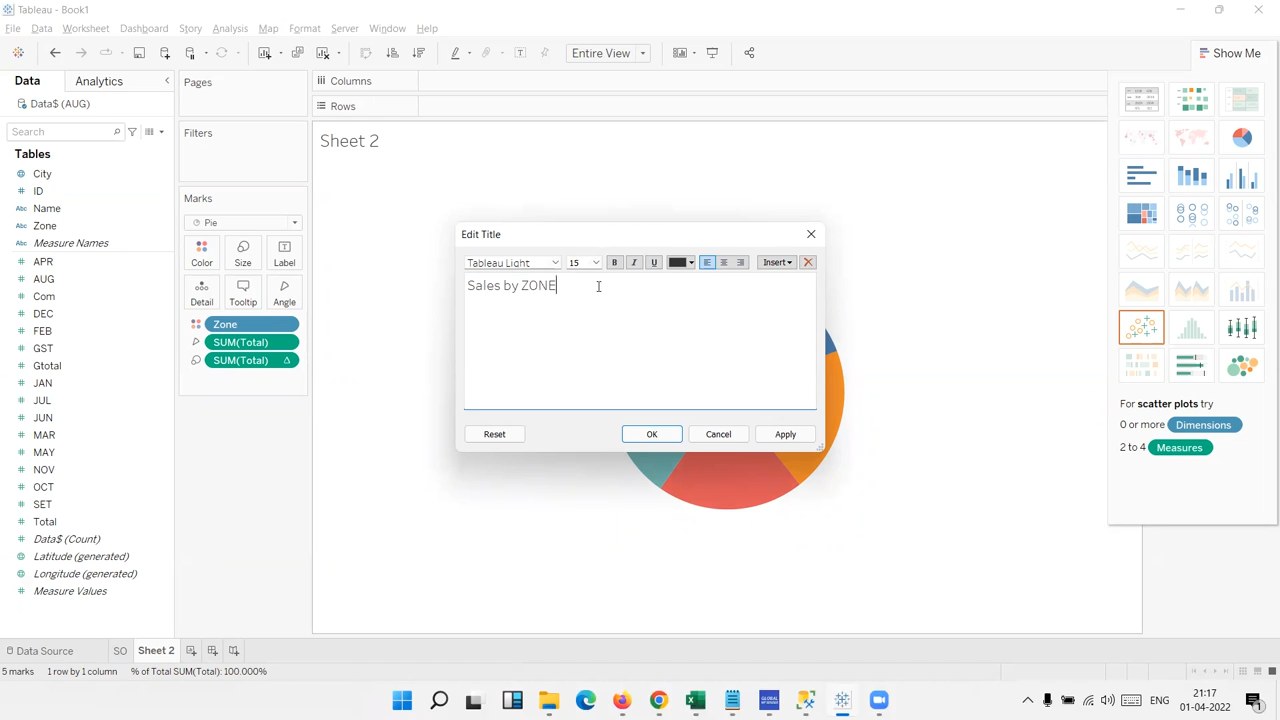 Tableau - Book1
File Data Worksheet Dashboard Story Analysis Map Format Server Window Help
Entire View
Show Me
Data Analytics
Pages
Columns
Data$ (AUG)
Rows
Search
Filters
Sheet 2
Tables
City
ID
Name
Zone
Measure Names
APR
AUG
Com
DEC
FEB
GST
Gtotal
JAN
JUL
JUN
MAR
MAY
NOV
OCT
SET
Total
Data$ (Count)
Latitude (generated)
Longitude (generated)
Measure Values
Marks
Pie
Color Size Label
Detail Tooltip Angle
Zone
SUM(Total)
SUM(Total) Δ
Edit Title
Tableau Light 15 B I U Insert
Sales by ZONE
Reset OK Cancel Apply
For scatter plots try
0 or more Dimensions
2 to 4 Measures
Data Source SO Sheet 2
5 marks 1 row by 1 column % of Total SUM(Total): 100.000%
ENG
21:17
01-04-2022